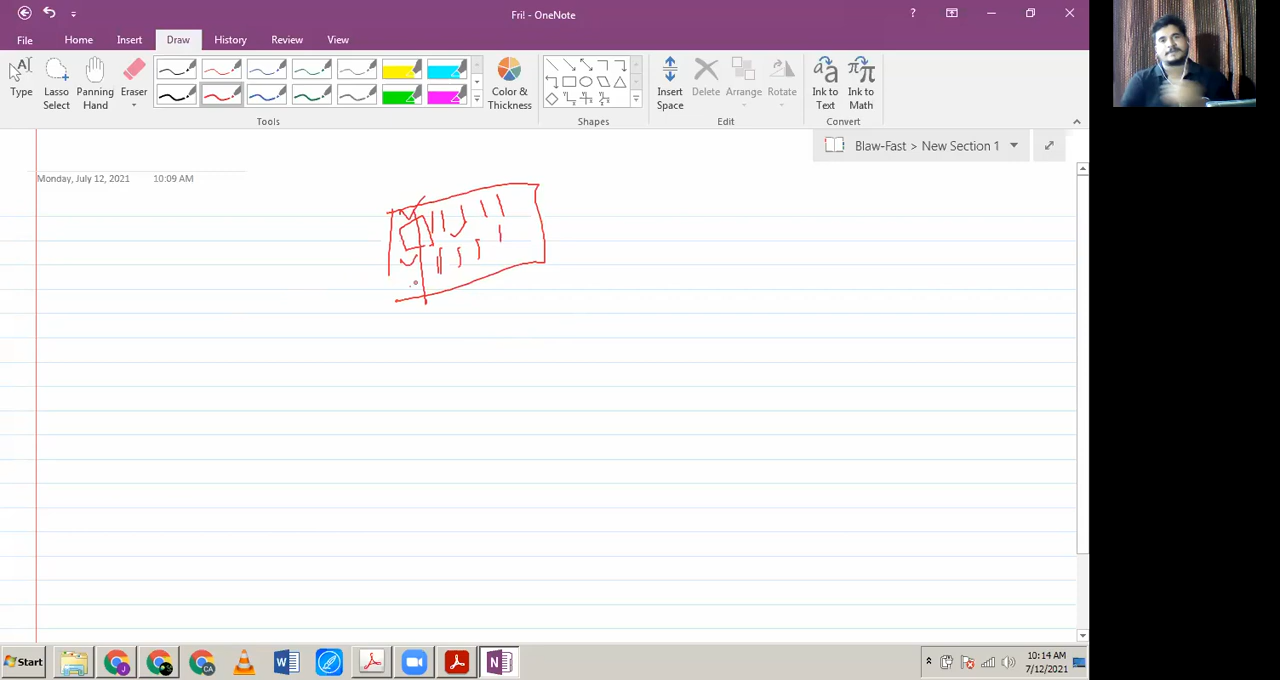 Fri! - OneNote
File Home Insert Draw History Review View
Type
Lasso Select
Panning Hand
Eraser
Color & Thickness
Insert Space
Delete Arrange Rotate
Ink to Text
Ink to Math
Tools Shapes Edit Convert
Blaw-Fast > New Section 1
Monday, July 12, 2021 10:09 AM
Start
10:14 AM
7/12/2021